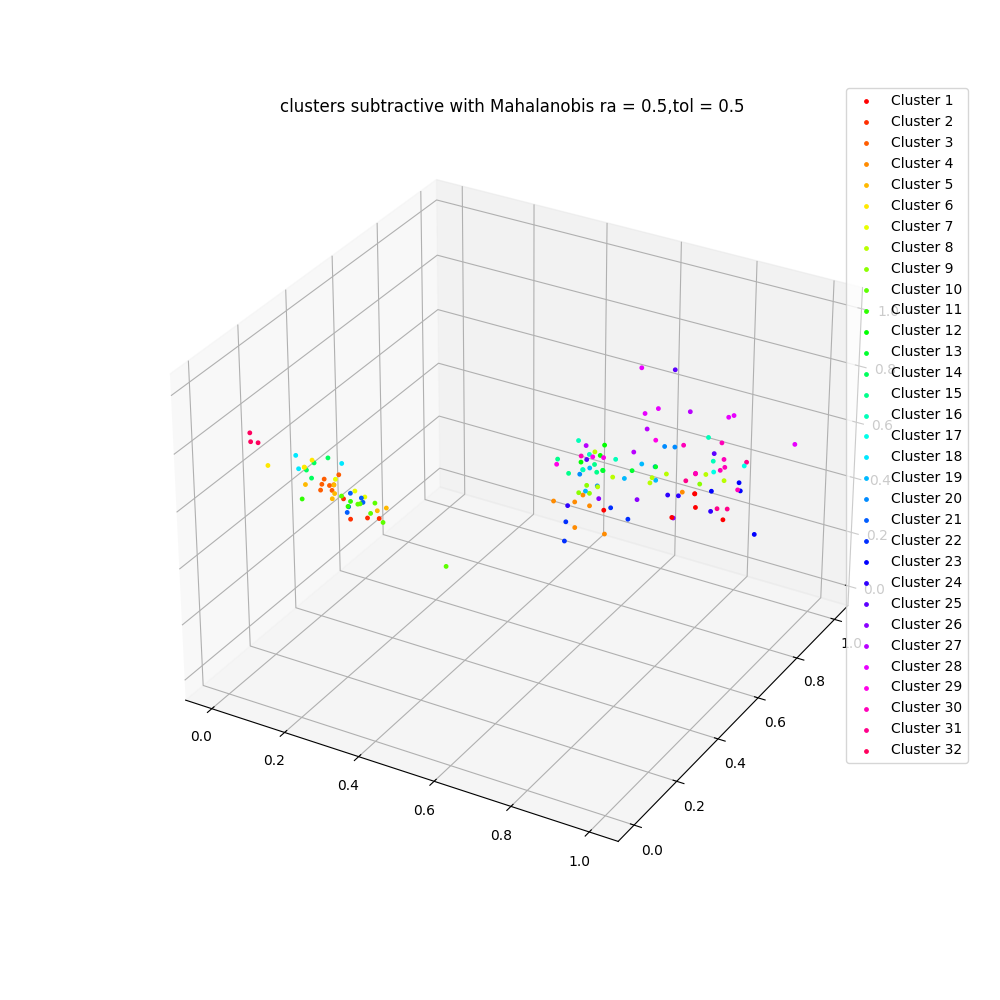 clusters subtractive with Mahalanobis ra = 0.5,tol = 0.5
Cluster 1
Cluster 2
Cluster 3
Cluster 4
Cluster 5
Cluster 6
Cluster 7
Cluster 8
Cluster 9
Cluster 10
Cluster 11
Cluster 12
Cluster 13
Cluster 14
Cluster 15
Cluster 16
Cluster 17
Cluster 18
Cluster 19
Cluster 20
Cluster 21
Cluster 22
Cluster 23
Cluster 24
Cluster 25
Cluster 26
Cluster 27
Cluster 28
Cluster 29
Cluster 30
Cluster 31
Cluster 32
1.0
0.8
0.6
0.4
0.2
0.0
1.0
0.8
0.6
0.4
0.2
0.0
0.0
0.2
0.4
0.6
0.8
1.0